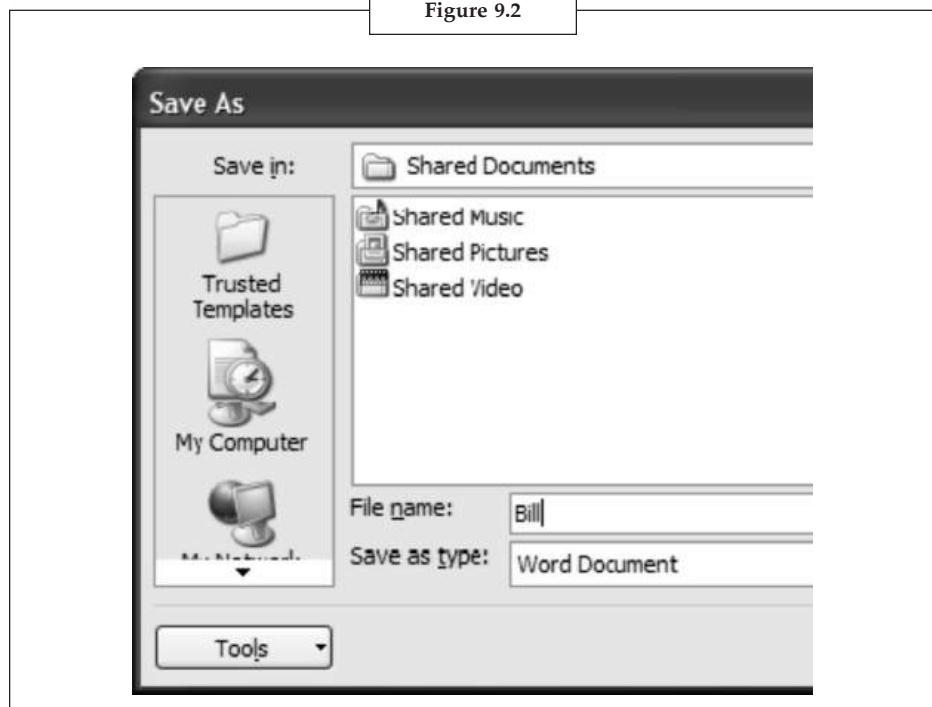 Figure 9.2
Save As
Save in:
Shared Documents
Trusted
Templates
My Computer
Shared Music
Shared Pictures
Shared Video
File name:
Bill
Save as type:
Word Document
Tools